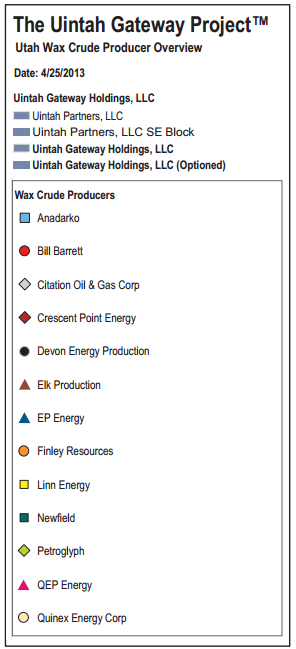 The Uintah Gateway Project™
Utah Wax Crude Producer Overview
Date: 4/25/2013
Uintah Gateway Holdings, LLC
Uintah Partners, LLC
Uintah Partners, LLC SE Block
Uintah Gateway Holdings, LLC
Uintah Gateway Holdings, LLC (Optioned)
Wax Crude Producers
Anadarko
Bill Barrett
Citation Oil & Gas Corp
Crescent Point Energy
Devon Energy Production
Elk Production
EP Energy
Finley Resources
Linn Energy
Newfield
Petroglyph
QEP Energy
Quinex Energy Corp